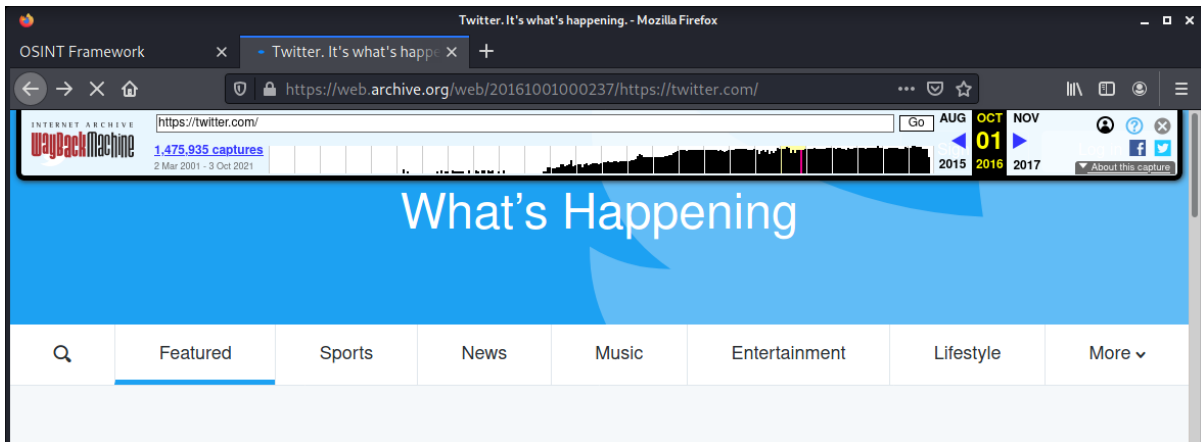 Twitter. It's what's happening. - Mozilla Firefox
OSINT Framework
Twitter. It's what's happe
https://web.archive.org/web/20161001000237/https://twitter.com/
INTERNET ARCHIVE
WayBackMachine
https://twitter.com/
Go
AUG OCT NOV
01
2015 2016 2017
1,475,935 captures
2 Mar 2001 - 3 Oct 2021
About this capture
What's Happening
Featured Sports News Music Entertainment Lifestyle More